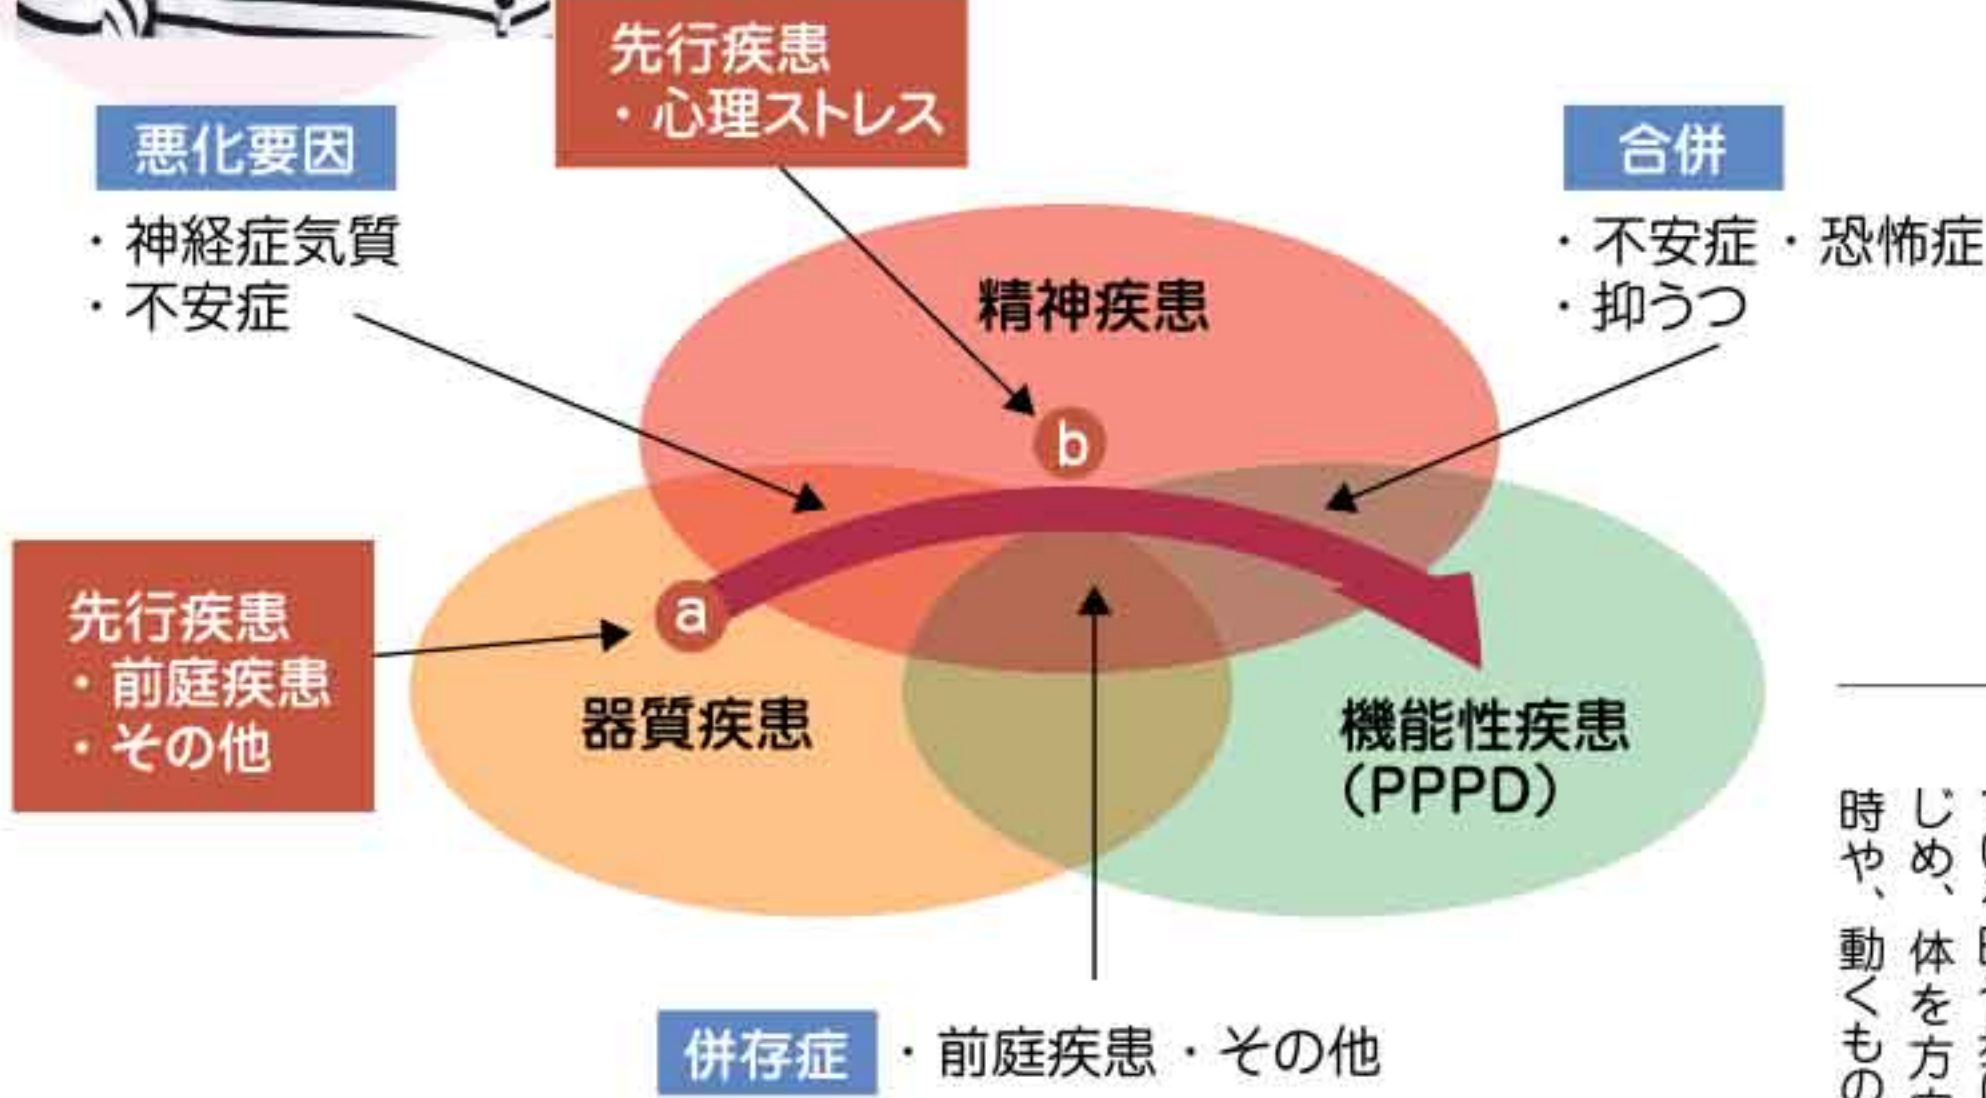 先行疾患
・心理ストレス
悪化要因
・神経症気質
・不安症
合併
・不安症・恐怖症
・抑うつ
精神疾患
b
a
先行疾患
・前庭疾患
・その他
器質疾患
機能性疾患
（PPPD）
併存症 ・前庭疾患・その他
じめ、体を方
時や、動くもの